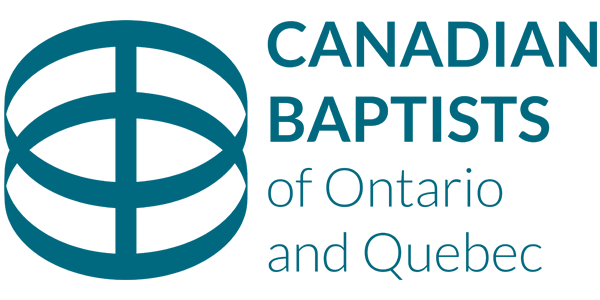 CANADIAN
BAPTISTS
of Ontario
and Quebec